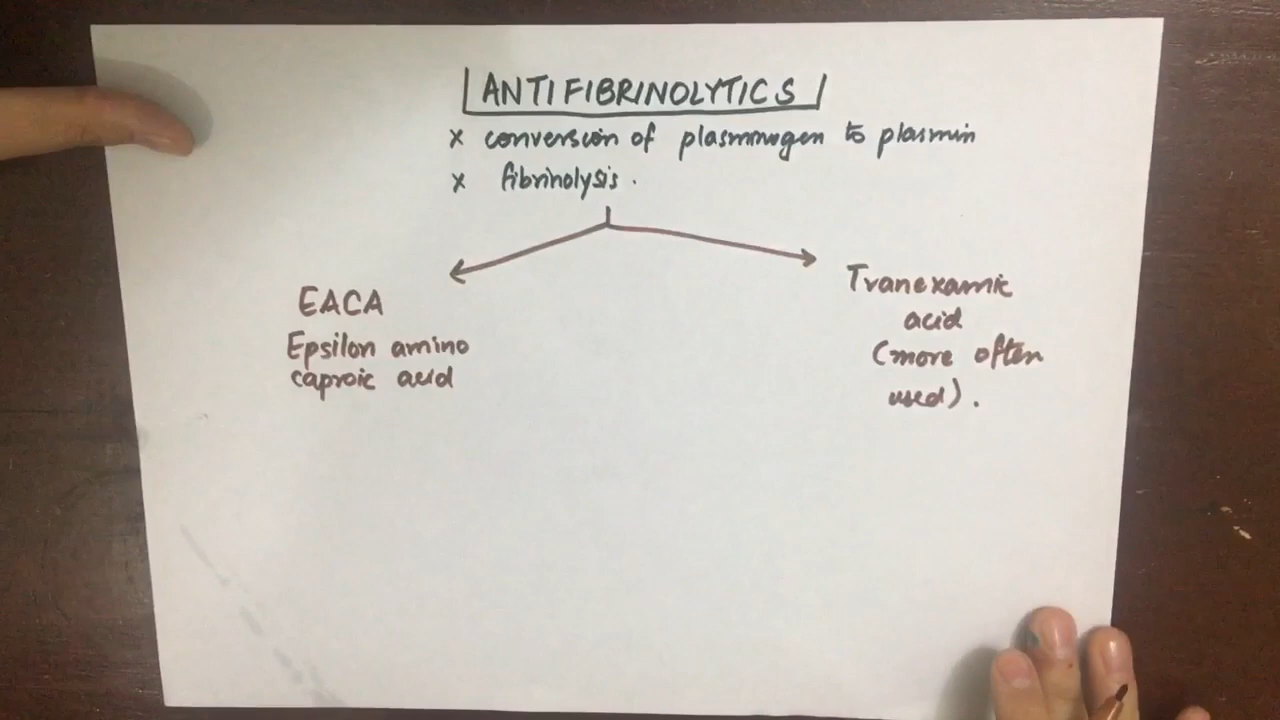 ANTIFIBRINOLYTICS
x conversion of plasminogen to plasmin
x fibrinolysis.
EACA
Epsilon amino
caproic acid
Tranexamic
acid
(more often
used).